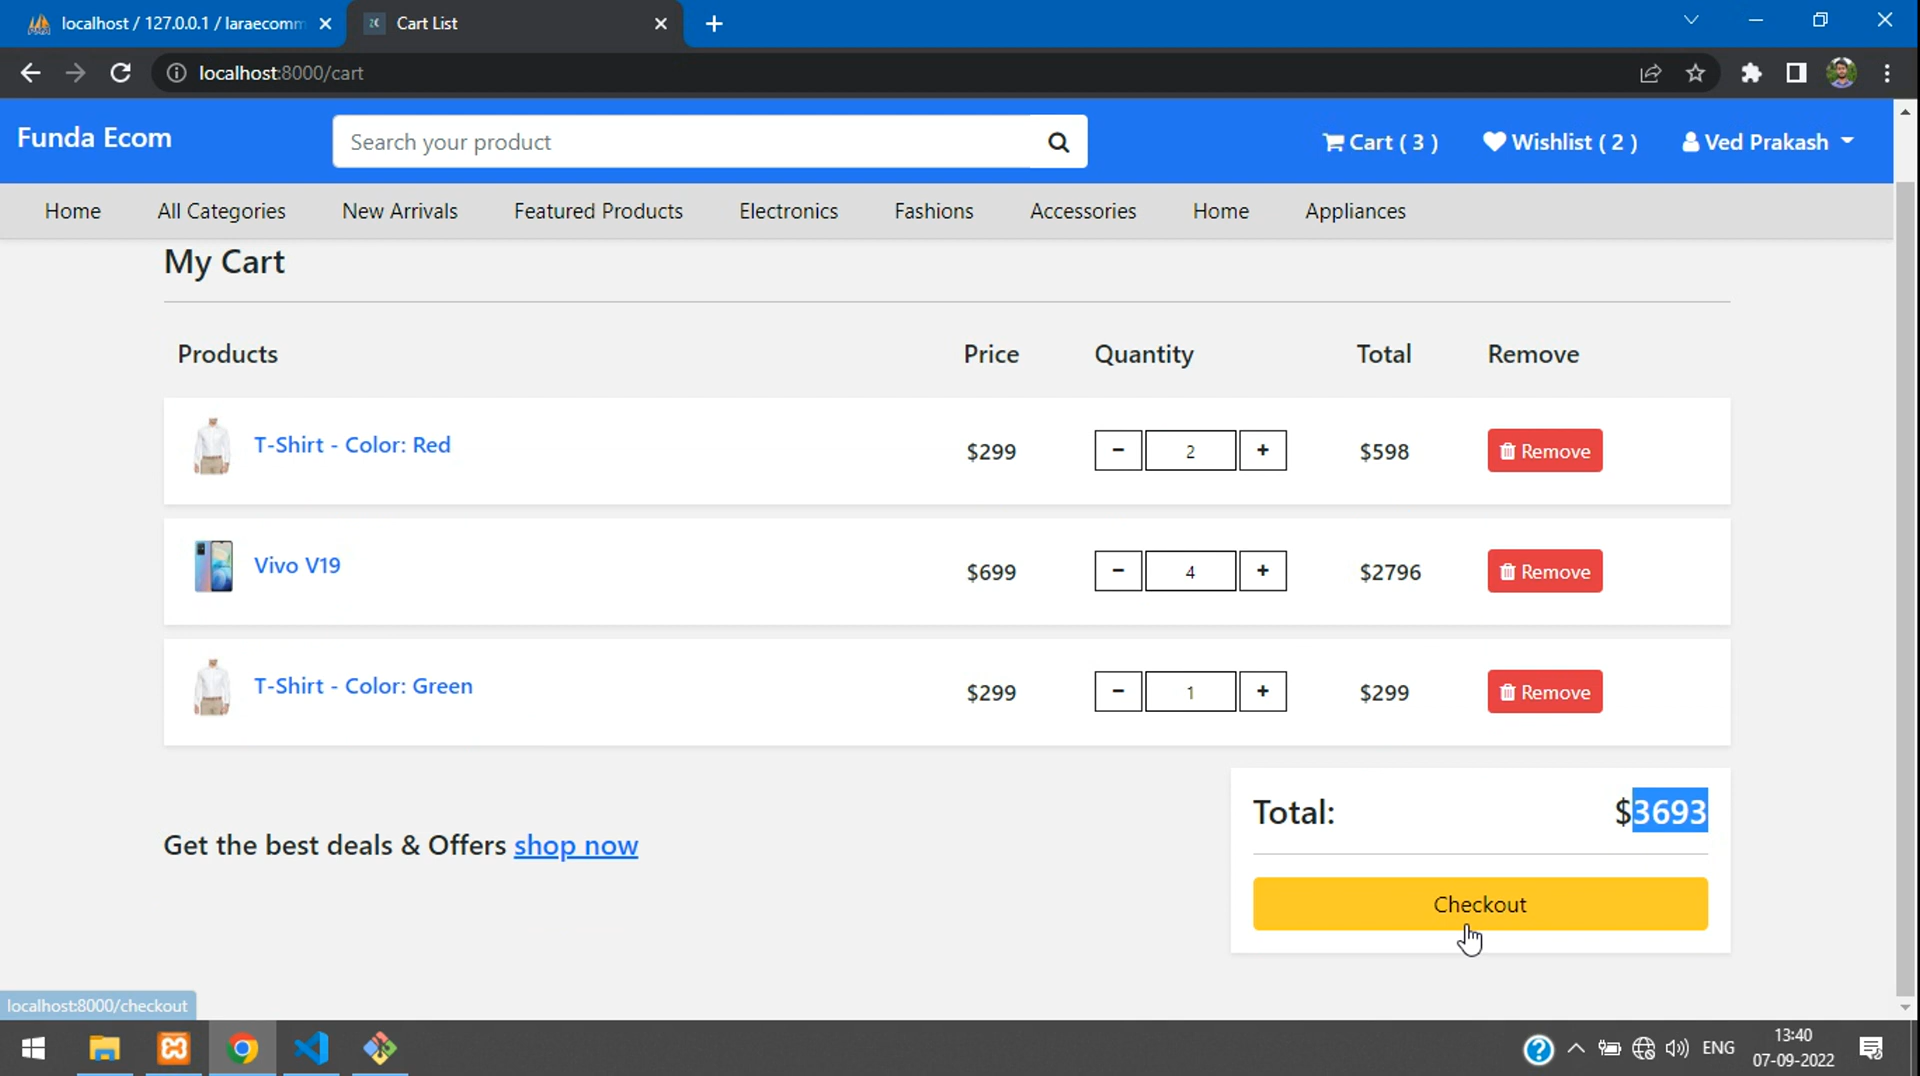 localhost / 127.0.0.1 / laraecomm
Cart List
localhost:8000/cart
Funda Ecom
Search your product
Cart ( 3 )
Wishlist ( 2 )
Ved Prakash
Home
All Categories
New Arrivals
Featured Products
Electronics
Fashions
Accessories
Home
Appliances
My Cart
Products
Price
Quantity
Total
Remove
T-Shirt - Color: Red
$299
- 2 +
$598
Remove
Vivo V19
$699
- 4 +
$2796
Remove
T-Shirt - Color: Green
$299
- 1 +
$299
Remove
Total: $3693
Get the best deals & Offers shop now
Checkout
localhost:8000/checkout
ENG
13:40
07-09-2022